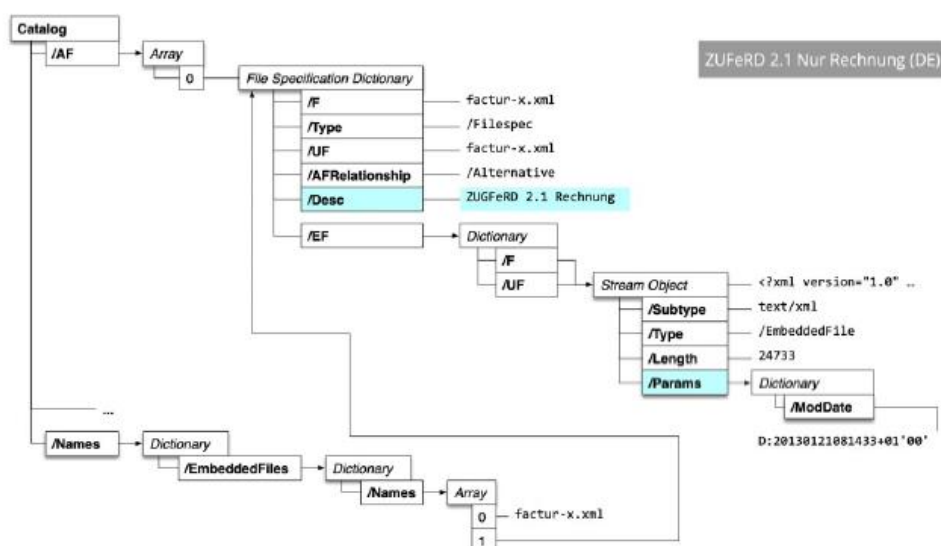 Catalog
/AF
Array
0
ZUFeRD 2.1 Nur Rechnung (DE)
File Specification Dictionary
/F
factur-x.xml
/Type
/Filespec
/UF
factur-x.xml
/AFRelationship
/Alternative
/Desc
ZUGFeRD 2.1 Rechnung
/EF
Dictionary
/F
/UF
Stream Object
<?xml version="1.0" ..
/Subtype
text/xml
/Type
/EmbeddedFile
/Length
24733
/Params
Dictionary
/ModDate
D:20130121081433+01'00'
...
/Names
Dictionary
/EmbeddedFiles
Dictionary
/Names
Array
0
factur-x.xml
1